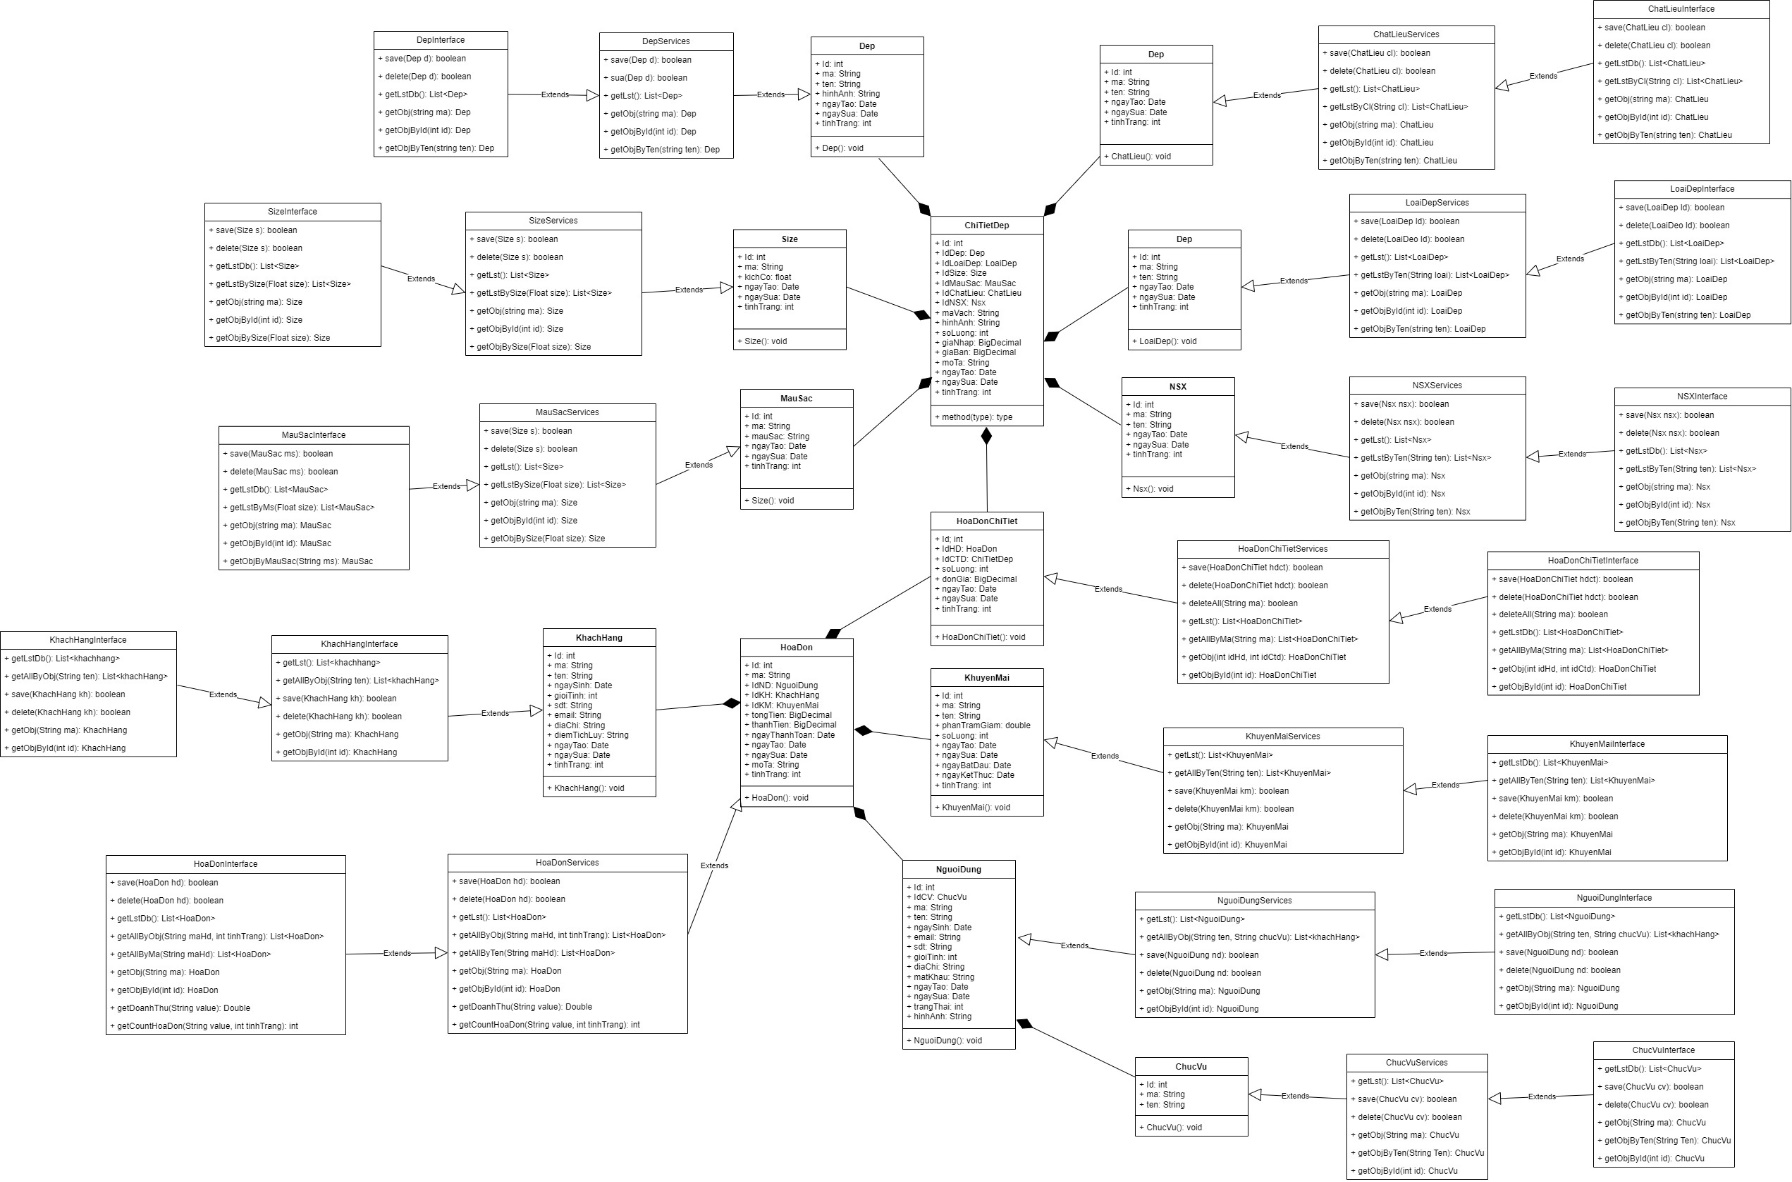 DepInterface
+ save(Dep d): boolean
+ delete(Dep d): boolean
+ getLstDb(): List<Dep>
+ getObj(string ma): Dep
+ getObjById(int id): Dep
+ getObjByTen(string ten): Dep
Extends
DepServices
+ save(Dep d): boolean
+ sua(Dep d): boolean
+ getLst(): List<Dep>
+ getObj(string ma): Dep
+ getObjById(int id): Dep
+ getObjByTen(string ten): Dep
Extends
Dep
+ Id: int
+ ma: String
+ ten: String
+ hinhAnh: String
+ ngayTao: Date
+ ngaySua: Date
+ tinhTrang: int
+ Dep(): void
Dep
+ Id: int
+ ma: String
+ ten: String
+ ngayTao: Date
+ ngaySua: Date
+ tinhTrang: int
+ ChatLieu(): void
Extends
ChatLieuServices
+ save(ChatLieu cl): boolean
+ delete(ChatLieu cl): boolean
+ getLst(): List<ChatLieu>
+ getLstByCl(String cl): List<ChatLieu>
+ getObj(string ma): ChatLieu
+ getObjById(int id): ChatLieu
+ getObjByTen(string ten): ChatLieu
Extends
ChatLieuInterface
+ save(ChatLieu cl): boolean
+ delete(ChatLieu cl): boolean
+ getLstDb(): List<ChatLieu>
+ getLstByCl(String cl): List<ChatLieu>
+ getObj(string ma): ChatLieu
+ getObjById(int id): ChatLieu
+ getObjByTen(string ten): ChatLieu
SizeInterface
+ save(Size s): boolean
+ delete(Size s): boolean
+ getLstDb(): List<Size>
+ getLstBySize(Float size): List<Size>
+ getObj(string ma): Size
+ getObjById(int id): Size
+ getObjBySize(Float size): Size
Extends
SizeServices
+ save(Size s): boolean
+ delete(Size s): boolean
+ getLst(): List<Size>
+ getLstBySize(Float size): List<Size>
+ getObj(string ma): Size
+ getObjById(int id): Size
+ getObjBySize(Float size): Size
Extends
Size
+ Id: int
+ ma: String
+ kichCo: float
+ ngayTao: Date
+ ngaySua: Date
+ tinhTrang: int
+ Size(): void
ChiTietDep
+ Id: int
+ IdDep: Dep
+ IdLoaiDep: LoaiDep
+ IdSize: Size
+ IdMauSac: MauSac
+ IdChatLieu: ChatLieu
+ IdNSX: Nsx
+ maVach: String
+ hinhAnh: String
+ soLuong: int
+ giaNhap: BigDecimal
+ giaBan: BigDecimal
+ moTa: String
+ ngayTao: Date
+ ngaySua: Date
+ tinhTrang: int
+ method(type): type
Dep
+ Id: int
+ ma: String
+ ten: String
+ ngayTao: Date
+ ngaySua: Date
+ tinhTrang: int
+ LoaiDep(): void
Extends
LoaiDepServices
+ save(LoaiDep ld): boolean
+ delete(LoaiDeo ld): boolean
+ getLst(): List<LoaiDep>
+ getLstByTen(String loai): List<LoaiDep>
+ getObj(string ma): LoaiDep
+ getObjById(int id): LoaiDep
+ getObjByTen(string ten): LoaiDep
Extends
LoaiDepInterface
+ save(LoaiDep ld): boolean
+ delete(LoaiDeo ld): boolean
+ getLstDb(): List<LoaiDep>
+ getLstByTen(String loai): List<LoaiDep>
+ getObj(string ma): LoaiDep
+ getObjById(int id): LoaiDep
+ getObjByTen(string ten): LoaiDep
MauSacInterface
+ save(MauSac ms): boolean
+ delete(MauSac ms): boolean
+ getLstDb(): List<MauSac>
+ getLstByMs(Float size): List<MauSac>
+ getObj(string ma): MauSac
+ getObjById(int id): MauSac
+ getObjByMauSac(String ms): MauSac
Extends
MauSacServices
+ save(Size s): boolean
+ delete(Size s): boolean
+ getLst(): List<Size>
+ getLstBySize(Float size): List<Size>
+ getObj(string ma): Size
+ getObjById(int id): Size
+ getObjBySize(Float size): Size
Extends
MauSac
+ Id: int
+ ma: String
+ mauSac: String
+ ngayTao: Date
+ ngaySua: Date
+ tinhTrang: int
+ Size(): void
NSX
+ Id: int
+ ma: String
+ ten: String
+ ngayTao: Date
+ ngaySua: Date
+ tinhTrang: int
+ Nsx(): void
Extends
NSXServices
+ save(Nsx nsx): boolean
+ delete(Nsx nsx): boolean
+ getLst(): List<Nsx>
+ getLstByTen(String ten): List<Nsx>
+ getObj(string ma): Nsx
+ getObjById(int id): Nsx
+ getObjByTen(String ten): Nsx
Extends
NSXInterface
+ save(Nsx nsx): boolean
+ delete(Nsx nsx): boolean
+ getLstDb(): List<Nsx>
+ getLstByTen(String ten): List<Nsx>
+ getObj(string ma): Nsx
+ getObjById(int id): Nsx
+ getObjByTen(String ten): Nsx
HoaDonChiTiet
+ Id; int
+ IdHD: HoaDon
+ IdCTD: ChiTietDep
+ soLuong: int
+ donGia: BigDecimal
+ ngayTao: Date
+ ngaySua: Date
+ tinhTrang: int
+ HoaDonChiTiet(): void
Extends
HoaDonChiTietServices
+ save(HoaDonChiTiet hdct): boolean
+ delete(HoaDonChiTiet hdct): boolean
+ deleteAll(String ma): boolean
+ getLst(): List<HoaDonChiTiet>
+ getAllByMa(String ma): List<HoaDonChiTiet>
+ getObj(int idHd, int idCtd): HoaDonChiTiet
+ getObjById(int id): HoaDonChiTiet
Extends
HoaDonChiTietInterface
+ save(HoaDonChiTiet hdct): boolean
+ delete(HoaDonChiTiet hdct): boolean
+ deleteAll(String ma): boolean
+ getLstDb(): List<HoaDonChiTiet>
+ getAllByMa(String ma): List<HoaDonChiTiet>
+ getObj(int idHd, int idCtd): HoaDonChiTiet
+ getObjById(int id): HoaDonChiTiet
KhachHangInterface
+ getLstDb(): List<khachhang>
+ getAllByObj(String ten): List<khachHang>
+ save(KhachHang kh): boolean
+ delete(KhachHang kh): boolean
+ getObj(String ma): KhachHang
+ getObjById(int id): KhachHang
Extends
KhachHangInterface
+ getLst(): List<khachhang>
+ getAllByObj(String ten): List<khachHang>
+ save(KhachHang kh): boolean
+ delete(KhachHang kh): boolean
+ getObj(String ma): KhachHang
+ getObjById(int id): KhachHang
Extends
KhachHang
+ Id: int
+ ma: String
+ ten: String
+ ngaySinh: Date
+ gioiTinh: int
+ sdt: String
+ email: String
+ diaChi: String
+ diemTichLuy: String
+ ngayTao: Date
+ ngaySua: Date
+ tinhTrang: int
+ KhachHang(): void
HoaDon
+ Id: int
+ ma: String
+ IdND: NguoiDung
+ IdKH: KhachHang
+ IdKM: KhuyenMai
+ tongTien: BigDecimal
+ thanhTien: BigDecimal
+ ngayThanhToan: Date
+ ngayTao: Date
+ ngaySua: Date
+ moTa: String
+ tinhTrang: int
+ HoaDon(): void
KhuyenMai
+ Id: int
+ ma: String
+ ten: String
+ phanTramGiam: double
+ soLuong: int
+ ngayTao: Date
+ ngaySua: Date
+ ngayBatDau: Date
+ ngayKetThuc: Date
+ tinhTrang: int
+ KhuyenMai(): void
Extends
KhuyenMaiServices
+ getLst(): List<KhuyenMai>
+ getAllByTen(String ten): List<KhuyenMai>
+ save(KhuyenMai km): boolean
+ delete(KhuyenMai km): boolean
+ getObj(String ma): KhuyenMai
+ getObjById(int id): KhuyenMai
Extends
KhuyenMaiInterface
+ getLstDb(): List<KhuyenMai>
+ getAllByTen(String ten): List<KhuyenMai>
+ save(KhuyenMai km): boolean
+ delete(KhuyenMai km): boolean
+ getObj(String ma): KhuyenMai
+ getObjById(int id): KhuyenMai
HoaDonInterface
+ save(HoaDon hd): boolean
+ delete(HoaDon hd): boolean
+ getLstDb(): List<HoaDon>
+ getAllByObj(String maHd, int tinhTrang): List<HoaDon>
+ getAllByMa(String maHd): List<HoaDon>
+ getObj(String ma): HoaDon
+ getObjById(int id): HoaDon
+ getDoanhThu(String value): Double
+ getCountHoaDon(String value, int tinhTrang): int
Extends
HoaDonServices
+ save(HoaDon hd): boolean
+ delete(HoaDon hd): boolean
+ getLst(): List<HoaDon>
+ getAllByObj(String maHd, int tinhTrang): List<HoaDon>
+ getAllByTen(String maHd): List<HoaDon>
+ getObj(String ma): HoaDon
+ getObjById(int id): HoaDon
+ getDoanhThu(String value): Double
+ getCountHoaDon(String value, int tinhTrang): int
Extends
NguoiDung
+ Id: int
+ IdCV: ChucVu
+ ma: String
+ ten: String
+ ngaySinh: Date
+ email: String
+ sdt: String
+ gioiTinh: int
+ diaChi: String
+ matKhau: String
+ ngayTao: Date
+ ngaySua: Date
+ trangThai: int
+ hinhAnh: String
+ NguoiDung(): void
Extends
NguoiDungServices
+ getLst(): List<NguoiDung>
+ getAllByObj(String ten, String chucVu): List<khachHang>
+ save(NguoiDung nd): boolean
+ delete(NguoiDung nd: boolean
+ getObj(String ma): NguoiDung
+ getObjById(int id): NguoiDung
Extends
NguoiDungInterface
+ getLstDb(): List<NguoiDung>
+ getAllByObj(String ten, String chucVu): List<khachHang>
+ save(NguoiDung nd): boolean
+ delete(NguoiDung nd: boolean
+ getObj(String ma): NguoiDung
+ getObjById(int id): NguoiDung
ChucVu
+ Id: int
+ ma: String
+ ten: String
+ ChucVu(): void
Extends
ChucVuServices
+ getLst(): List<ChucVu>
+ save(ChucVu cv): boolean
+ delete(ChucVu cv): boolean
+ getObj(String ma): ChucVu
+ getObjByTen(String Ten): ChucVu
+ getObjById(int id): ChucVu
Extends
ChucVuInterface
+ getLstDb(): List<ChucVu>
+ save(ChucVu cv): boolean
+ delete(ChucVu cv): boolean
+ getObj(String ma): ChucVu
+ getObjByTen(String Ten): ChucVu
+ getObjById(int id): ChucVu